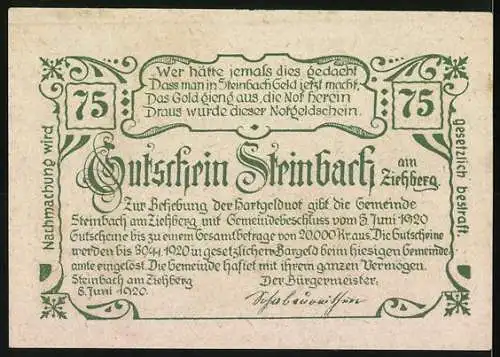 Wer hätte jemals dies gedacht
Dass man in Steinbach Geld jetzt macht,
Das Gold gieng aus, die Not herein
Draus wurde dieser Notgeldschein.
75
75
Nachmachung wird
gesetzlich bestraft.
Gutschein Steinbach am Ziehberg.
Zur Behebung der Hartgeldnot gibt die Gemeinde
Steinbach am Ziehberg mit Gemeindebeschluss vom 3. Juni 1920
Gutscheine bis zu einem Gesamtbetrage von 20.000 Kr. aus. Die Gutscheine
werden bis 30./11. 1920 in gesetzlichem Bargeld beim hiesigen Gemeinde-
amte eingelöst. Die Gemeinde haftet mit ihrem ganzen Vermögen.
Steinbach am Ziehberg
8. Juni 1920.
Der Bürgermeister,